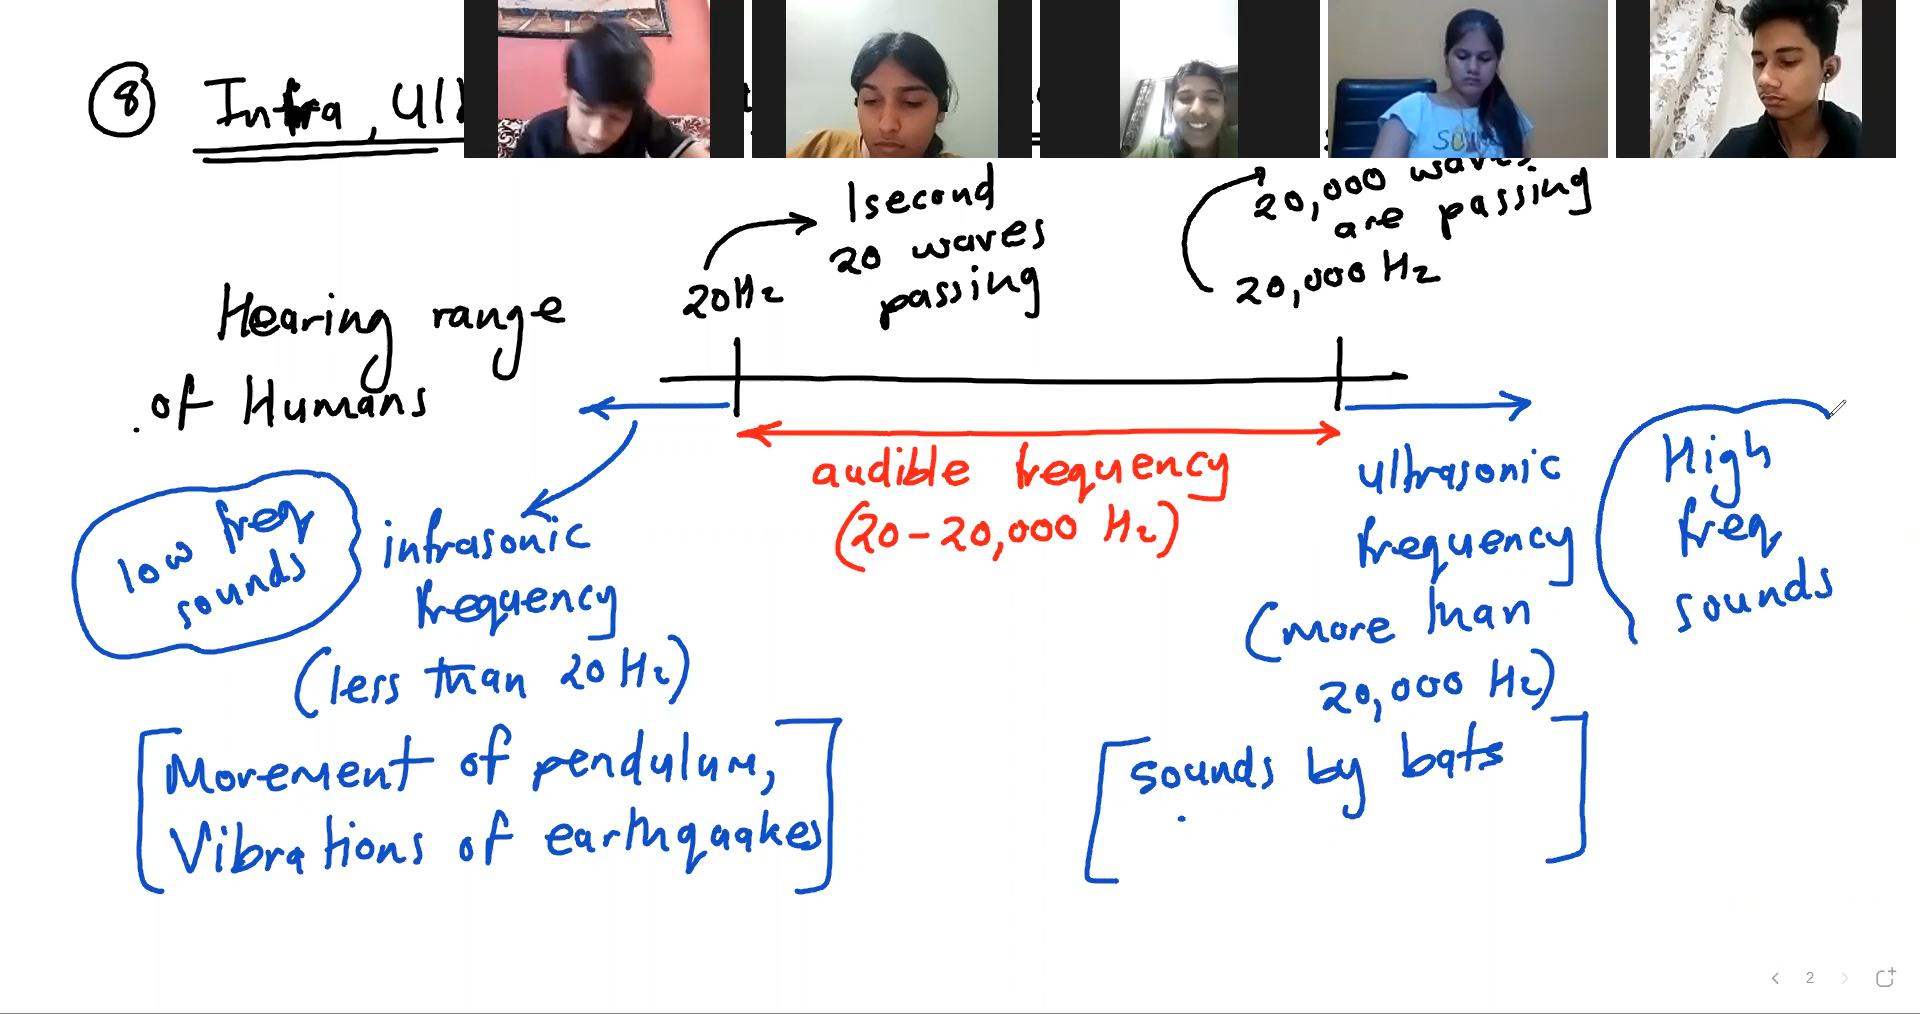 8 Infra, Ul
1 second
20 waves
passing
20Hz
20,000 waves
are passing
20,000 Hz
Hearing range
of Humans
audible frequency
(20-20,000 Hz)
low freq
sounds
infrasonic
frequency
(less than 20Hz)
[Movement of pendulum,
Vibrations of earthquakes]
ultrasonic
frequency
(more than
20,000 Hz)
High
freq
sounds
[sounds by bats
]
SU
2